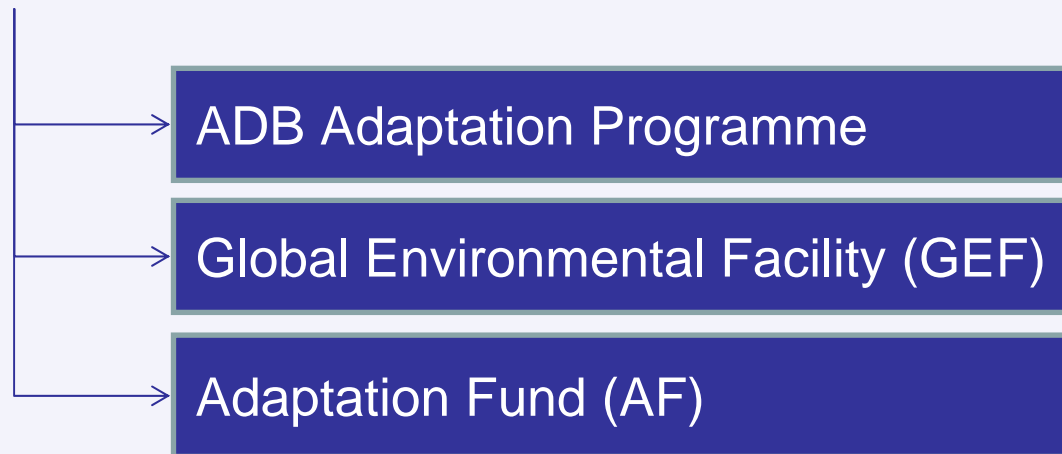 ADB Adaptation Programme
Global Environmental Facility (GEF)
Adaptation Fund (AF)